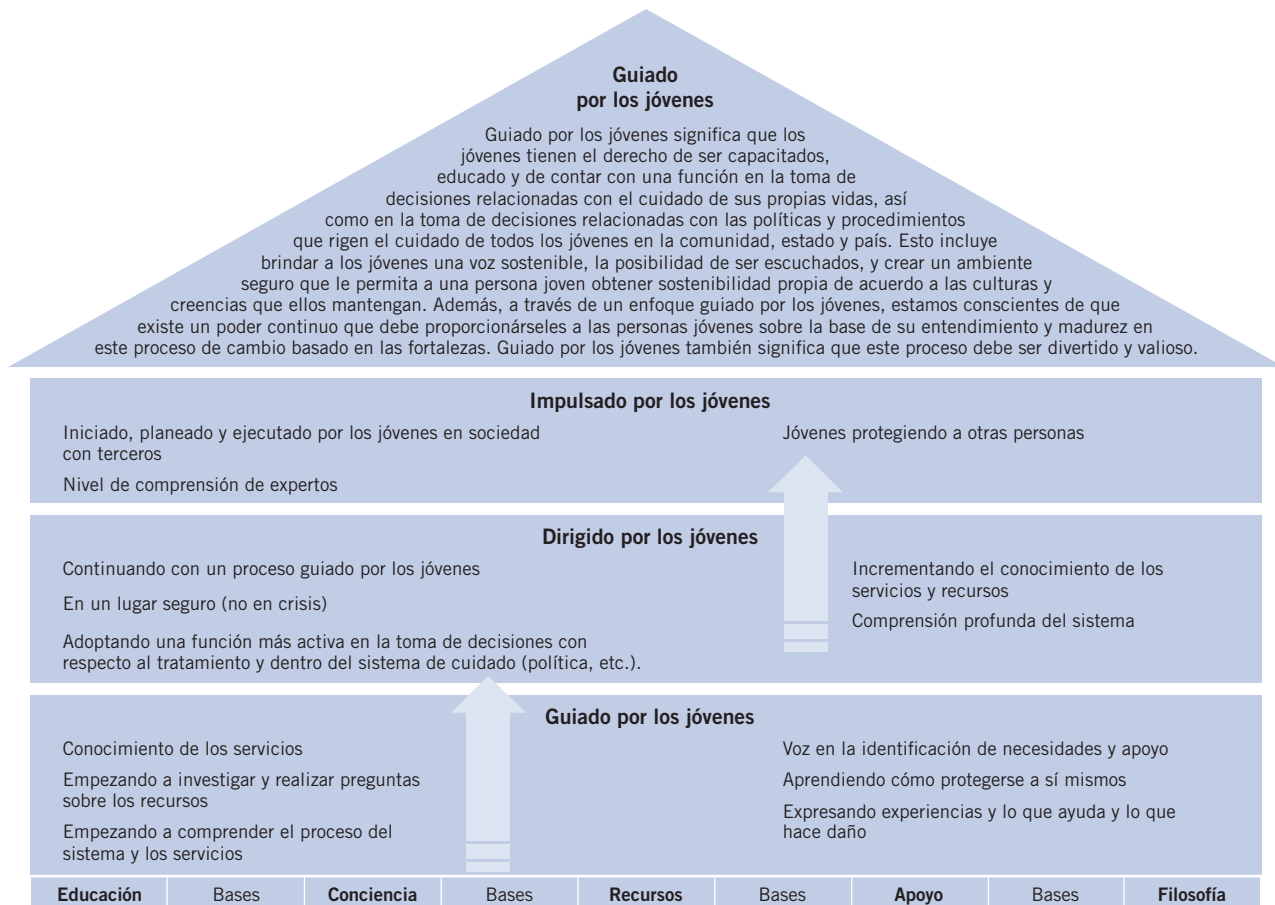 Guiado
por los jóvenes
Guiado por los jóvenes significa que los
jóvenes tienen el derecho de ser capacitados,
educado y de contar con una función en la toma de
decisiones relacionadas con el cuidado de sus propias vidas, así
como en la toma de decisiones relacionadas con las políticas y procedimientos
que rigen el cuidado de todos los jóvenes en la comunidad, estado y país. Esto incluye
brindar a los jóvenes una voz sostenible, la posibilidad de ser escuchados, y crear un ambiente
seguro que le permita a una persona joven obtener sostenibilidad propia de acuerdo a las culturas y
creencias que ellos mantengan. Además, a través de un enfoque guiado por los jóvenes, estamos conscientes de que
existe un poder continuo que debe proporcionárseles a las personas jóvenes sobre la base de su entendimiento y madurez en
este proceso de cambio basado en las fortalezas. Guiado por los jóvenes también significa que este proceso debe ser divertido y valioso.
Impulsado por los jóvenes
Iniciado, planeado y ejecutado por los jóvenes en sociedad
con terceros
Nivel de comprensión de expertos
Jóvenes protegiendo a otras personas
Dirigido por los jóvenes
Continuando con un proceso guiado por los jóvenes
En un lugar seguro (no en crisis)
Adoptando una función más activa en la toma de decisiones con
respecto al tratamiento y dentro del sistema de cuidado (política, etc.).
Incrementando el conocimiento de los
servicios y recursos
Comprensión profunda del sistema
Guiado por los jóvenes
Conocimiento de los servicios
Empezando a investigar y realizar preguntas
sobre los recursos
Empezando a comprender el proceso del
sistema y los servicios
Voz en la identificación de necesidades y apoyo
Aprendiendo cómo protegerse a sí mismos
Expresando experiencias y lo que ayuda y lo que
hace daño
Educación Bases Conciencia Bases Recursos Bases Apoyo Bases Filosofía